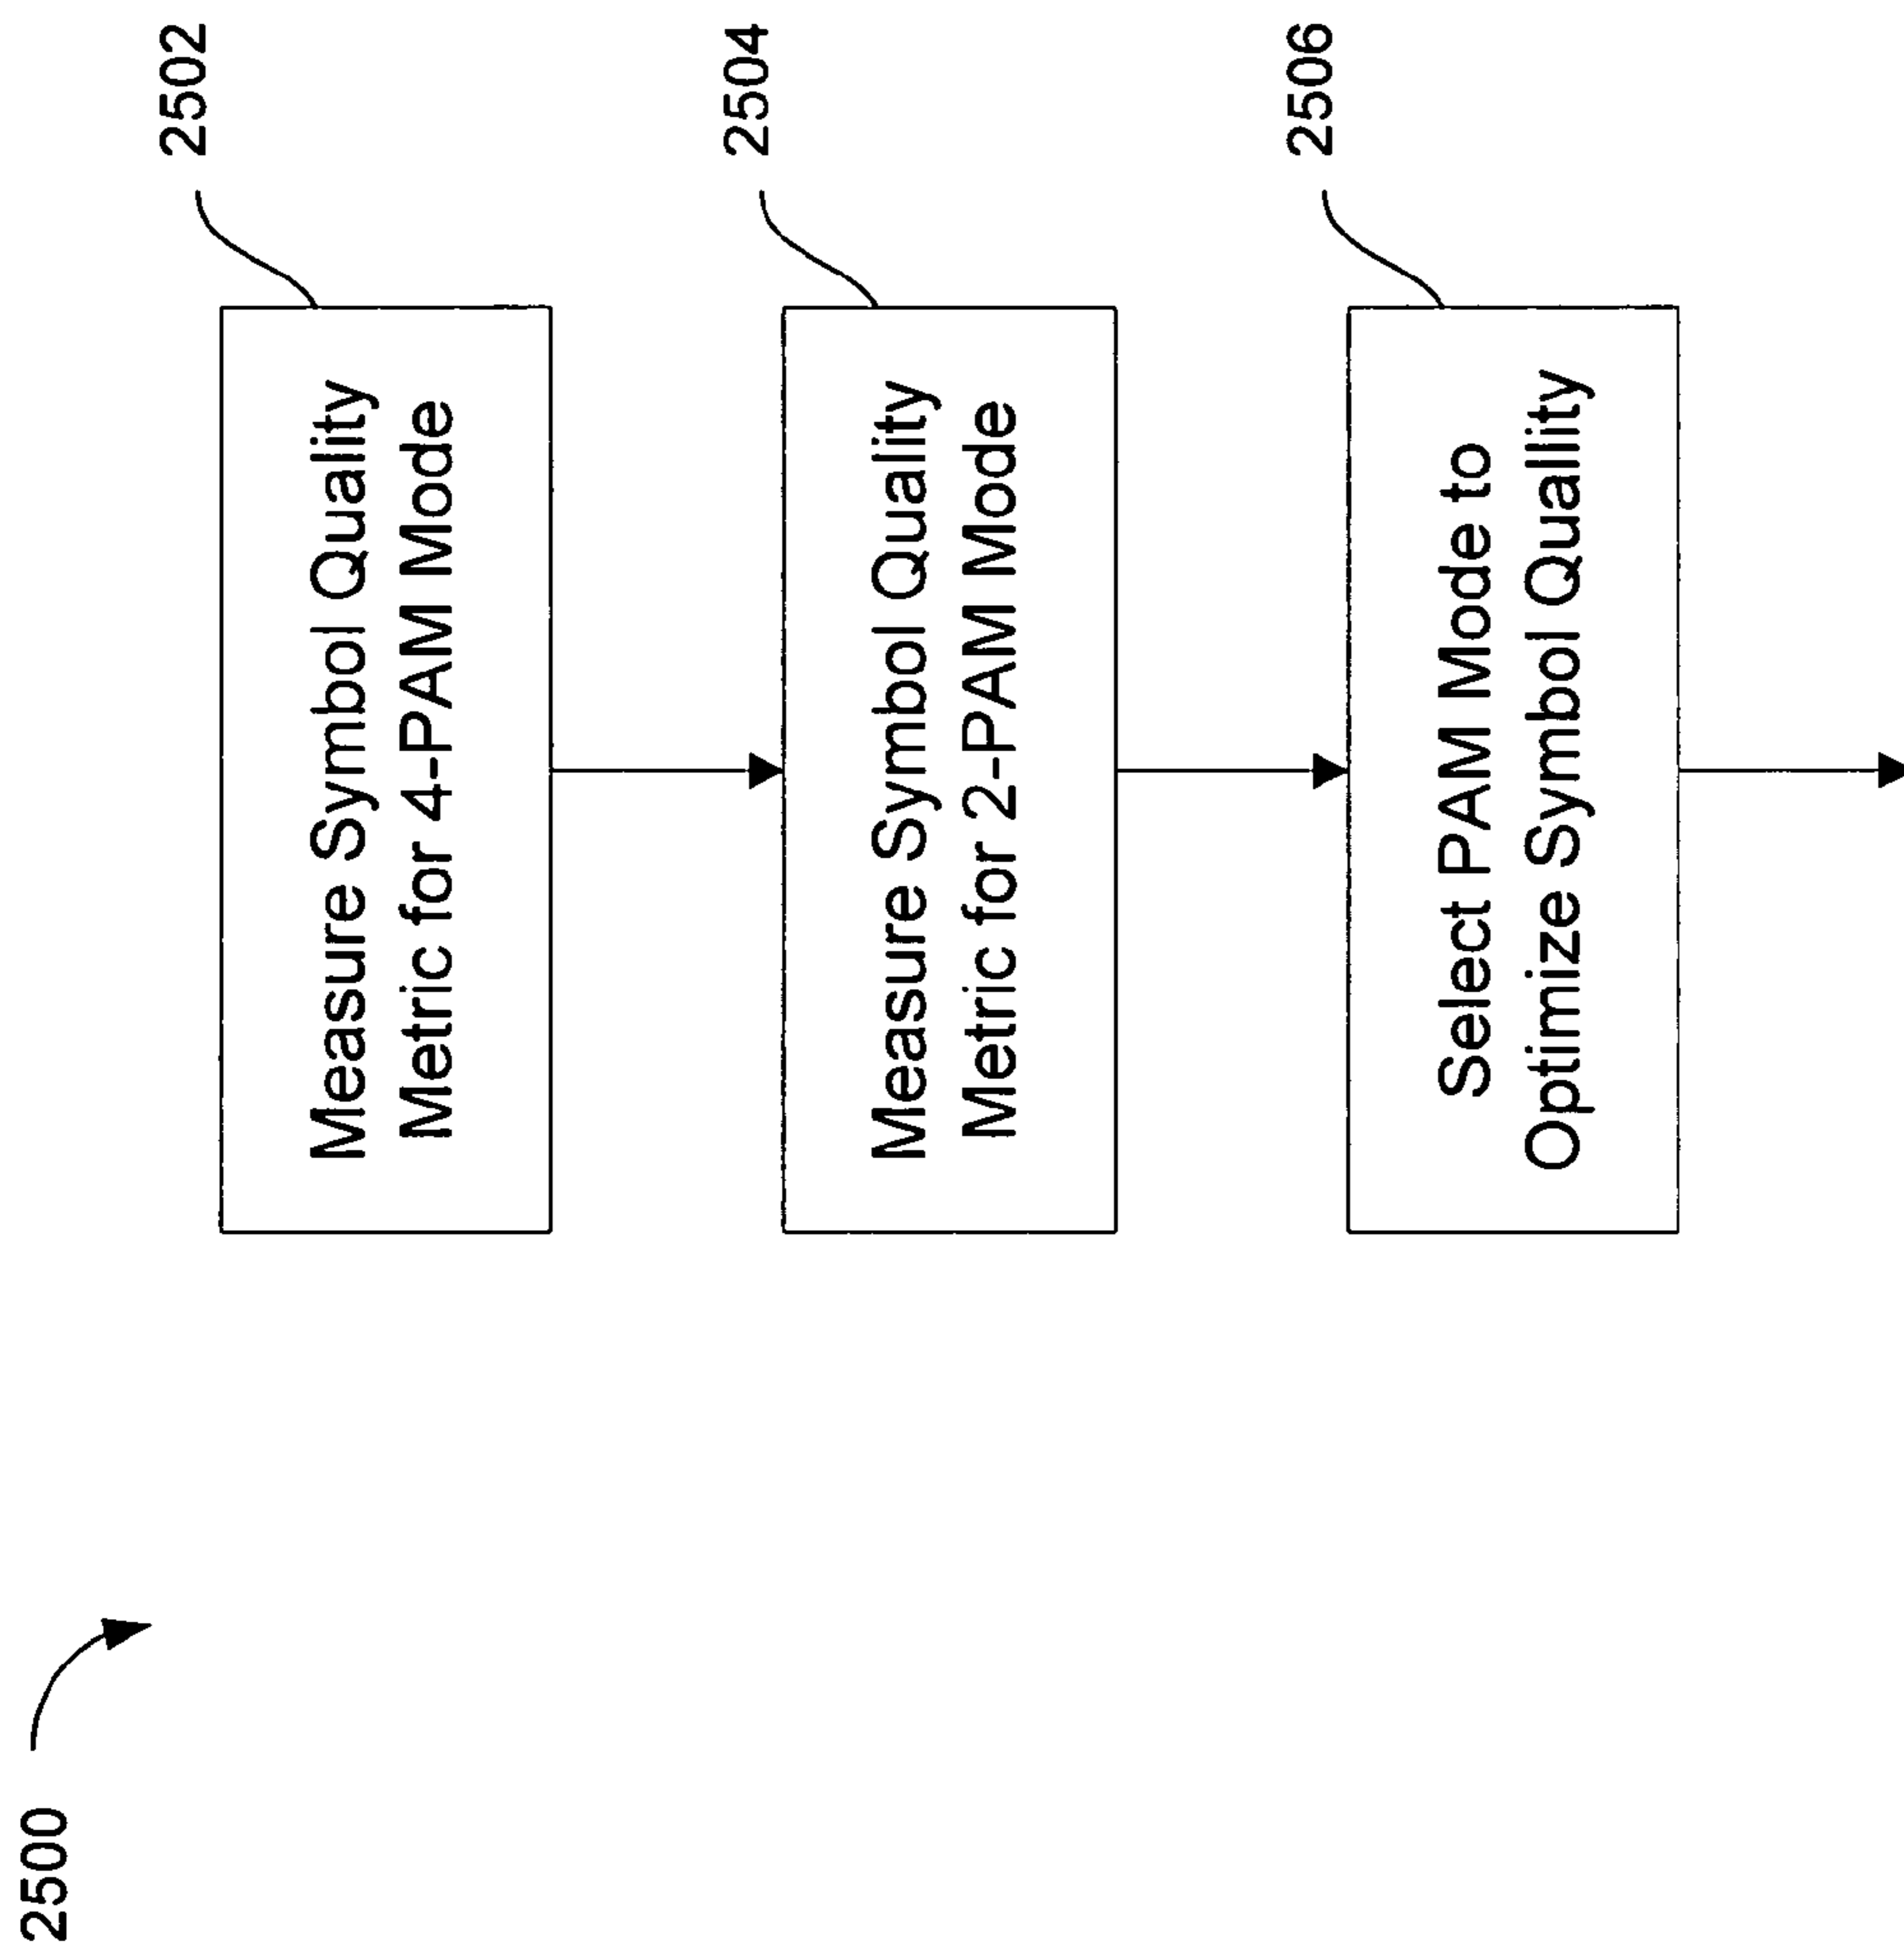 2500
2502
Measure Symbol Quality
Metric for 4-PAM Mode
2504
Measure Symbol Quality
Metric for 2-PAM Mode
2506
Select PAM Mode to
Optimize Symbol Quallity